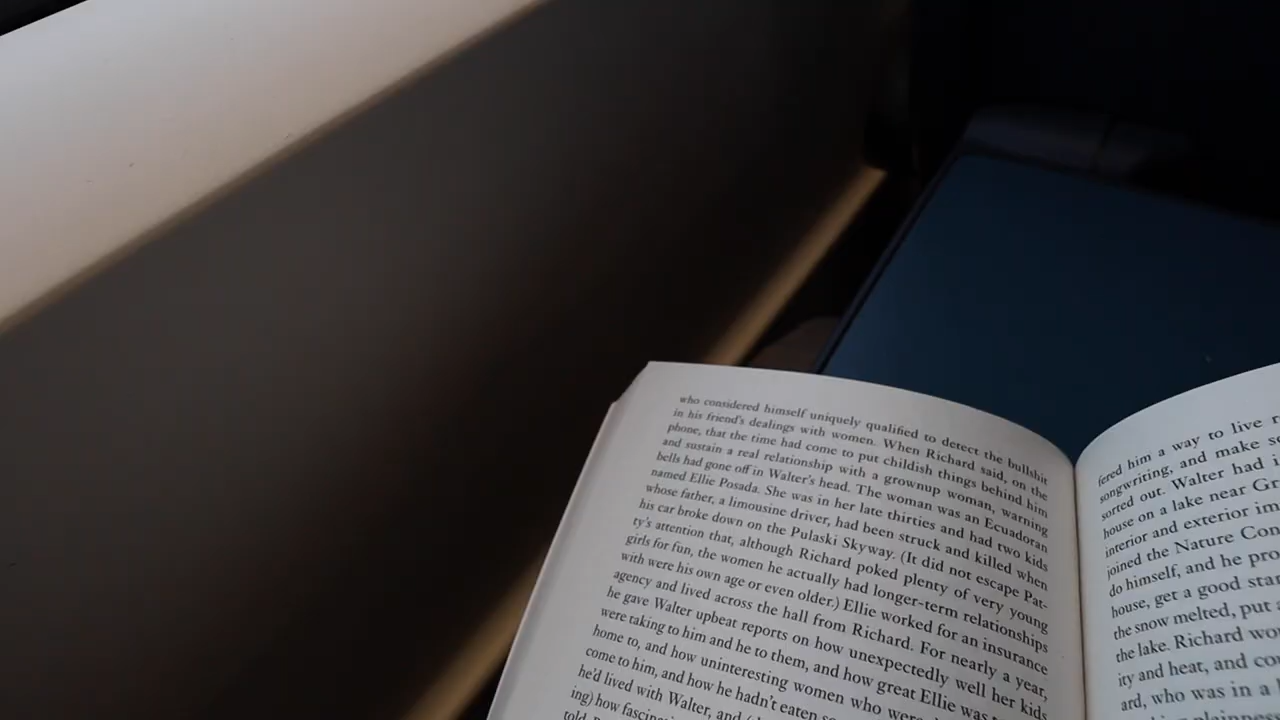 who considered himself uniquely qualified to detect the bullshit
in his friend's dealings with women. When Richard said, on the
phone, that the time had come to put childish things behind him
and sustain a real relationship with a grownup woman, warning
bells had gone off in Walter's head. The woman was an Ecuadoran
named Ellie Posada. She was in her late thirties and had two kids
whose father, a limousine driver, had been struck and killed when
his car broke down on the Pulaski Skyway. (It did not escape Pat-
ty's attention that, although Richard poked plenty of very young
girls for fun, the women he actually had longer-term relationships
with were his own age or even older.) Ellie worked for an insurance
agency and lived across the hall from Richard. For nearly a year,
he gave Walter upbeat reports on how unexpectedly well her kids
were taking to him and he to them, and how great Ellie was
home to, and how uninteresting women who were
come to him, and how he hadn't eaten
he'd lived with Walter, and
ing) how
told,
fered him a way to live
songwriting, and make
sorted out. Walter had
house on a lake near
interior and exterior
joined the Nature
do himself, and he
house, get a good
the snow melted, put
the lake. Richard
ity and heat, and
ard, who was in a